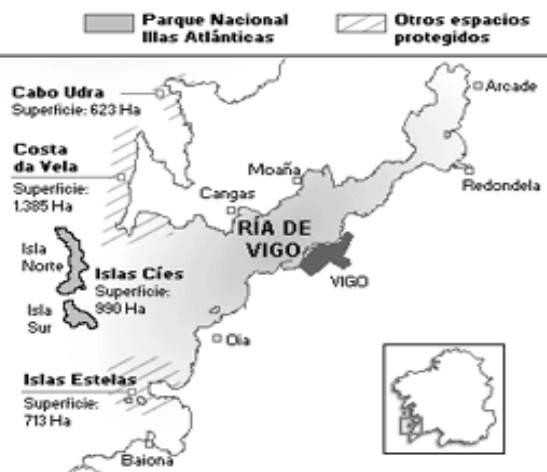 Parque Nacional
Illas Atlánticas
Otros espacios
protegidos
Cabo Udra
Superficie: 623 Ha
Arcade
Costa
da Vela
Superficie:
1.385 Ha
Moaña
Redondela
Cangas
RÍA DE
VIGO
VIGO
Isla
Norte
Islas Cíes
Superficie:
990 Ha
Isla
Sur
Oia
Islas Estelas
Superficie:
713 Ha
Baiona